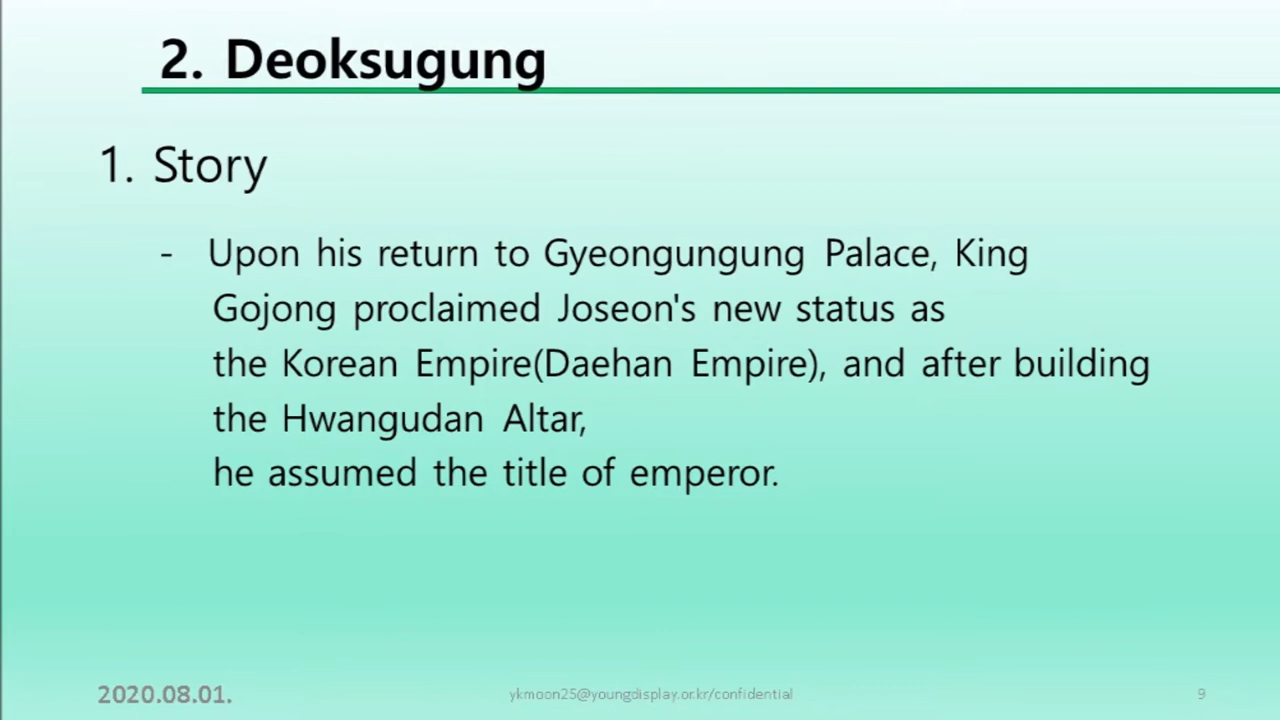 2. Deoksugung
1. Story
- Upon his return to Gyeongungung Palace, King
Gojong proclaimed Joseon's new status as
the Korean Empire(Daehan Empire), and after building
the Hwangudan Altar,
he assumed the title of emperor.
2020.08.01.
ykmoon25@youngdisplay.or.kr/confidential
9